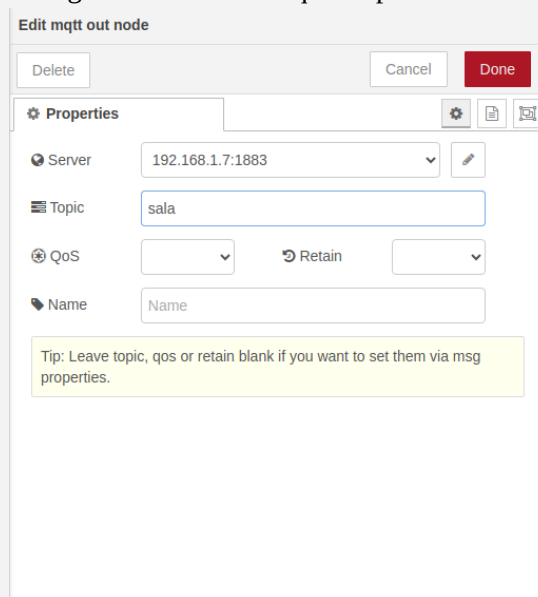 Edit mqtt out node
Delete
Cancel
Done
Properties
Server
192.168.1.7:1883
Topic
sala
QoS
Retain
Name
Name
Tip: Leave topic, qos or retain blank if you want to set them via msg
properties.